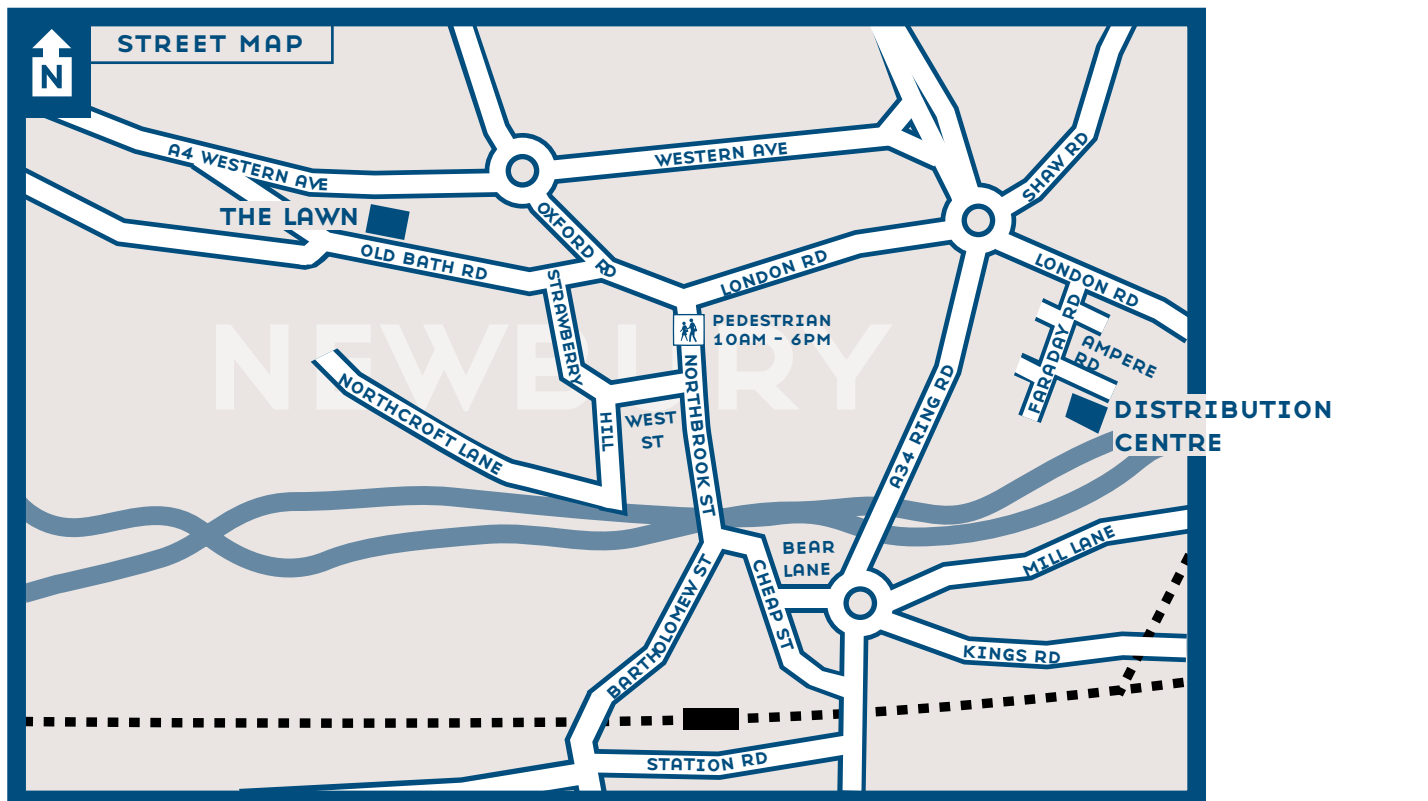 STREET MAP
N
A4 WESTERN AVE
WESTERN AVE
SHAW RD
THE LAWN
OXFORD RD
OLD BATH RD
LONDON RD
LONDON RD
STRAWBERRY
HILL
PEDESTRIAN
10AM - 6PM
FARADAY RD
AMPERE
RD
NEWBURY
NORTHCROFT LANE
WEST
ST
NORTHBROOK ST
A34 RING RD
DISTRIBUTION
CENTRE
BEAR
LANE
MILL LANE
CHEAP ST
BARTHOLOMEW ST
KINGS RD
STATION RD